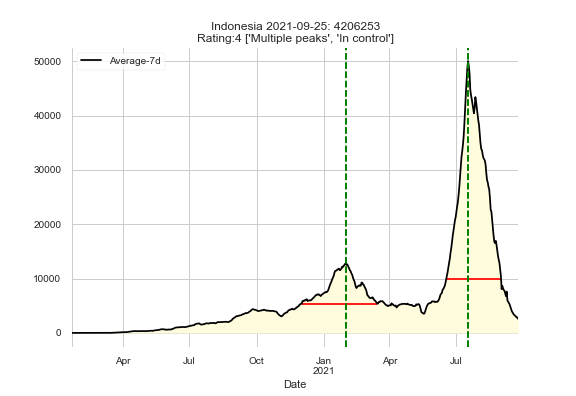 Indonesia 2021-09-25: 4206253
Rating:4 ['Multiple peaks', 'In control']
Average-7d
50000
40000
30000
20000
10000
0
Apr Jul Oct Jan Apr Jul
2021
Date